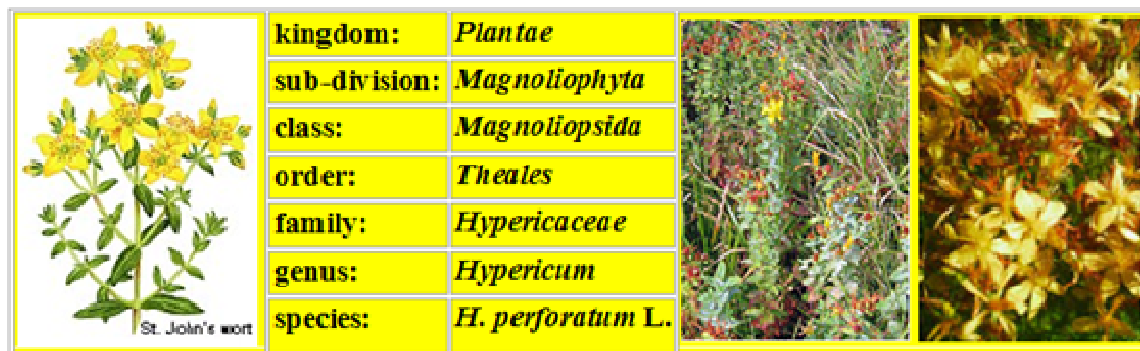 kingdom: Plantae
sub-division: Magnoliophyta
class: Magnoliopsida
order: Theales
family: Hypericaceae
genus: Hypericum
species: H. perforatum L.
St. John's wort